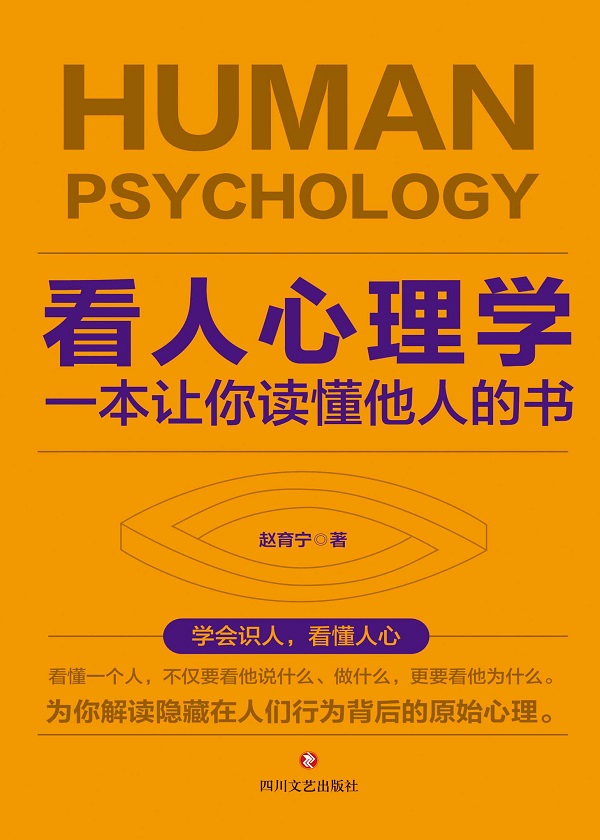 HUMAN
PSYCHOLOGY
看人心理学
一本让你读懂他人的书
赵育宁◎著
学会识人，看懂人心
看懂一个人，不仅要看他说什么、做什么，更要看他为什么。
为你解读隐藏在人们行为背后的原始心理。
四川文艺出版社